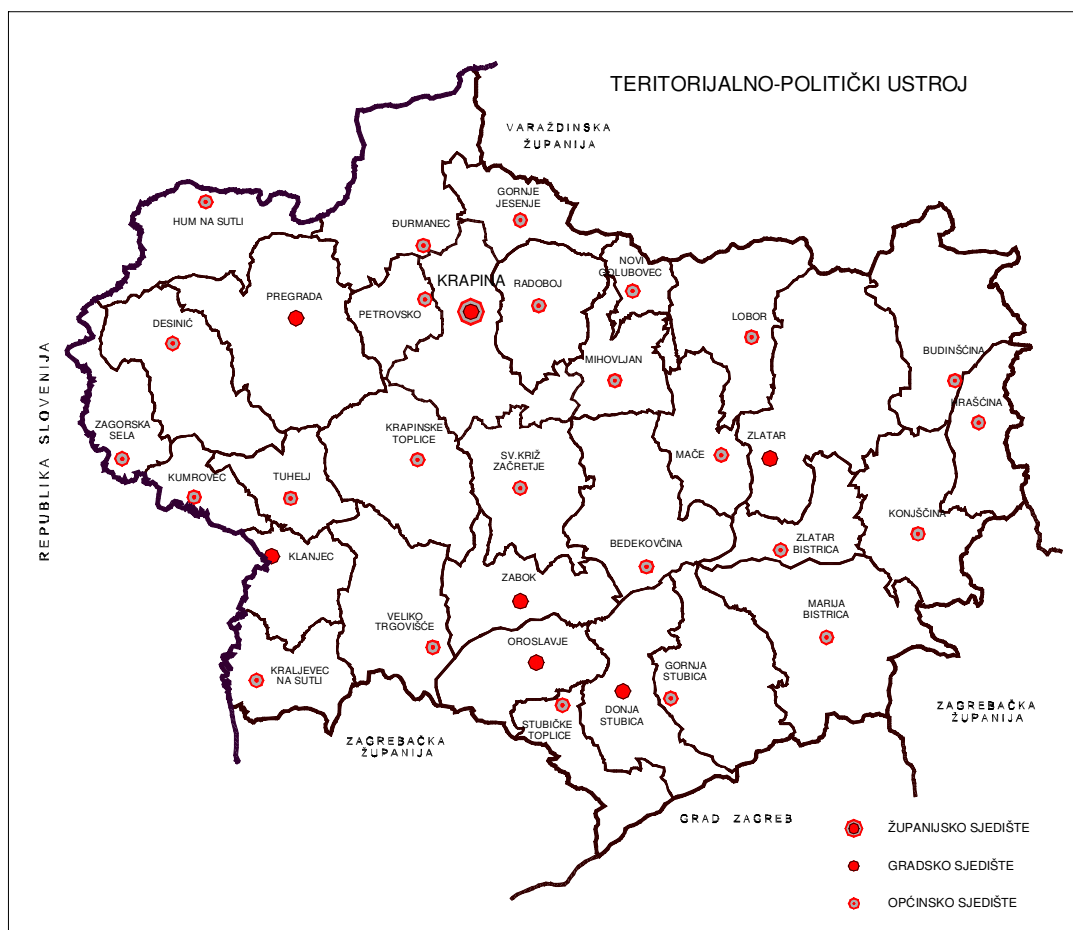 TERITORIJALNO-POLITIČKI USTROJ
VARAŽDINSKA
ŽUPANIJA
GORNJE
JESENJE
HUM NA SUTLI
ĐURMANEC
NOVI
GOLUBOVEC
KRAPINA
RADOBOJ
PREGRADA
PETROVSKO
LOBOR
DESINIĆ
BUDINŠĆINA
MIHOVLJAN
HRAŠĆINA
REPUBLIKA SLOVENIJA
ZAGORSKA
SELA
KRAPINSKE
TOPLICE
ZLATAR
SV.KRIŽ
ZAČRETJE
MAČE
KUMROVEC
TUHELJ
KONJŠČINA
ZLATAR
BISTRICA
BEDEKOVČINA
KLANJEC
ZABOK
MARIJA
BISTRICA
VELIKO
TRGOVIŠĆE
OROSLAVJE
GORNJA
STUBICA
KRALJEVEC
NA SUTLI
DONJA
STUBICA
STUBIČKE
TOPLICE
ZAGREBAČKA
ŽUPANIJA
ZAGREBAČKA
ŽUPANIJA
GRAD ZAGREB
ŽUPANIJSKO SJEDIŠTE
GRADSKO SJEDIŠTE
OPĆINSKO SJEDIŠTE